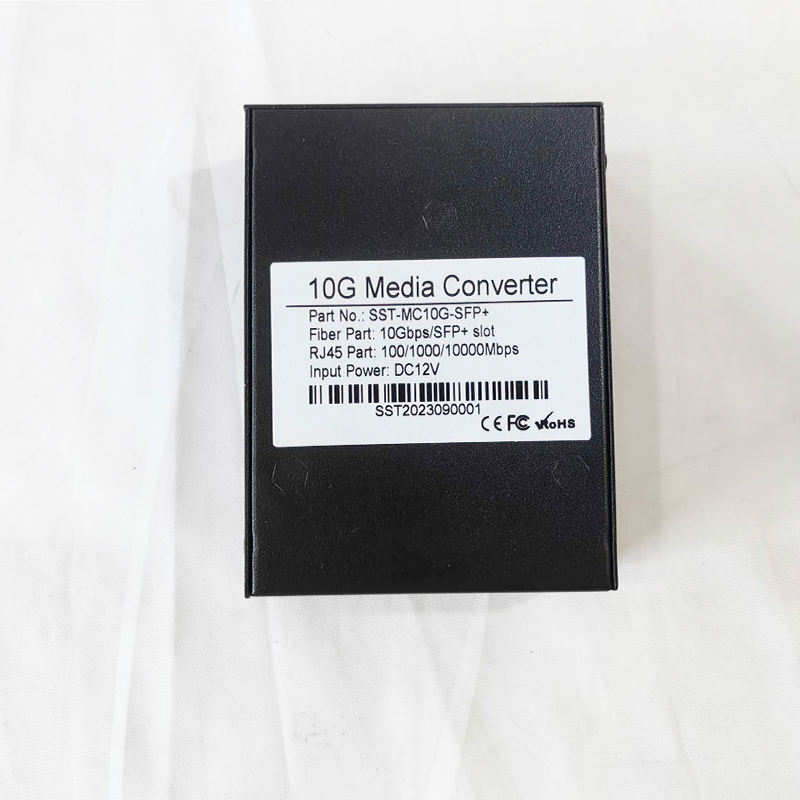 10G Media Converter
Part No.: SST-MC10G-SFP+
Fiber Part: 10Gbps/SFP+ slot
RJ45 Part: 100/1000/10000Mbps
Input Power: DC12V
SST2023090001
CE FC RoHS